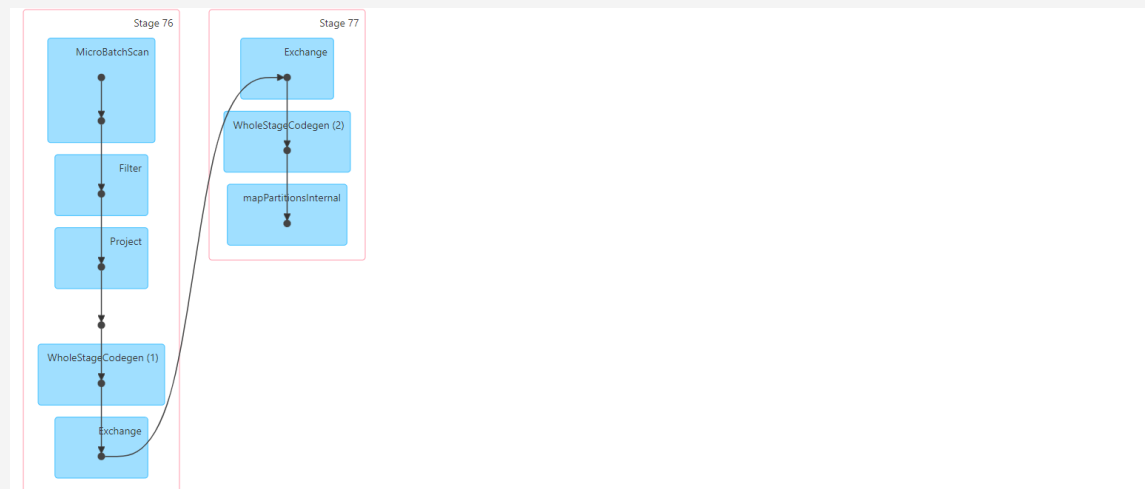 Stage 76
MicroBatchScan
Filter
Project
WholeStageCodegen (1)
Exchange
Stage 77
Exchange
WholeStageCodegen (2)
mapPartitionsInternal